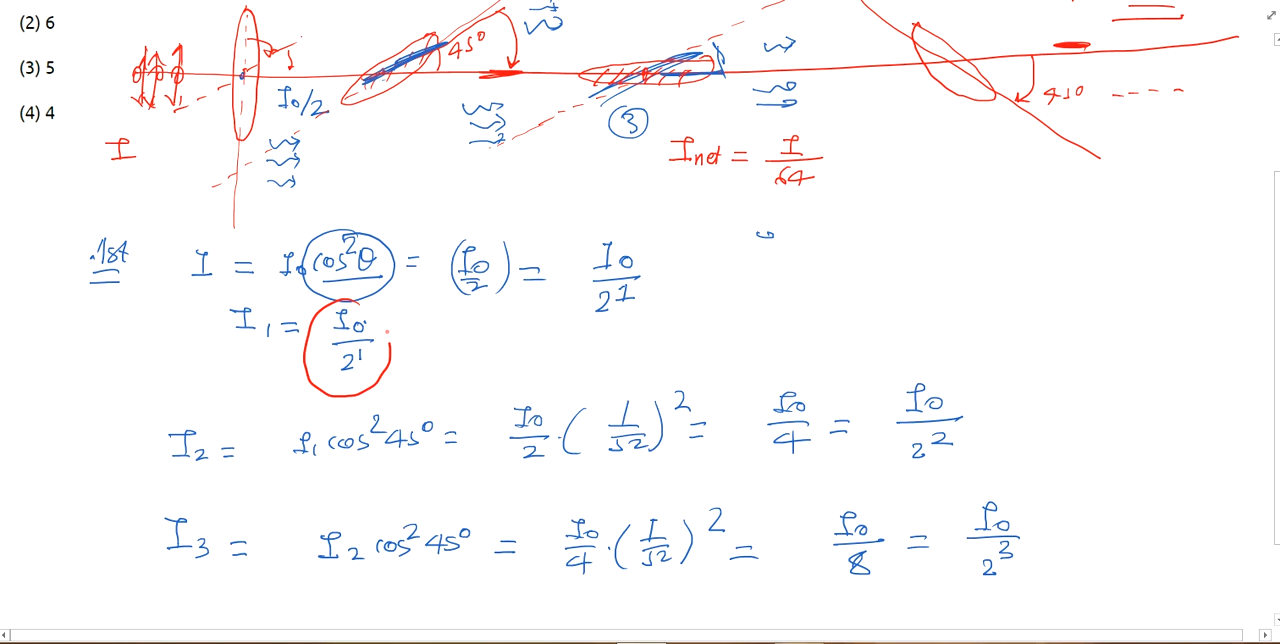 (2) 6
(3) 5
(4) 4
45°
I₀/2
3
45°
I
Inet = I/64
1st
I = I₀ cos²θ = (I₀/2) = I₀/2¹
I₁ = I₀/2¹
I₂ = I₁ cos²45° = I₀/2 · (1/√2)² = I₀/4 = I₀/2²
I₃ = I₂ cos²45° = I₀/4 · (1/√2)² = I₀/8 = I₀/2³